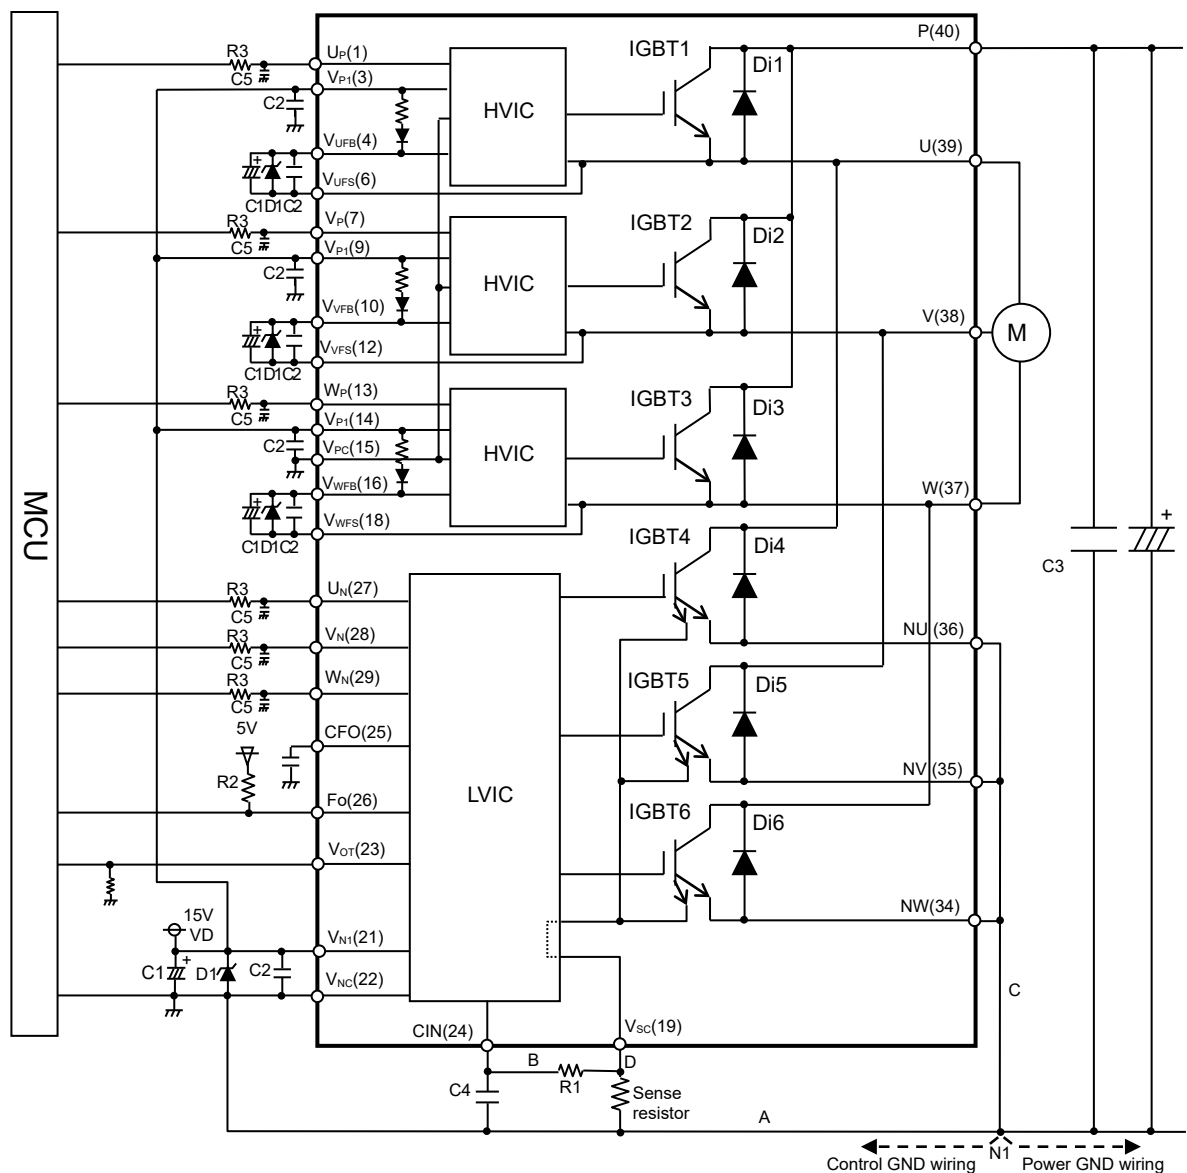 IGBT1
P(40)
R3
UP(1)
Di1
C5
VP1(3)
C2
HVIC
VUFB(4)
U(39)
VUFS(6)
C1D1C2
IGBT2
R3
VP(7)
Di2
C5
VP1(9)
C2
HVIC
VVFB(10)
V(38)
M
VVFS(12)
C1D1C2
IGBT3
R3
WP(13)
Di3
C5
VP1(14)
C2
VPC(15)
HVIC
VWFB(16)
W(37)
MCU
VWFS(18)
+
C1D1C2
IGBT4
Di4
C3
R3
UN(27)
C5
NU(36)
R3
VN(28)
C5
IGBT5
R3
WN(29)
Di5
C5
5V
CFO(25)
NV(35)
R2
LVIC
Fo(26)
IGBT6
Di6
VOT(23)
NW(34)
15V
VD
VN1(21)
+
C1
D1
C2
VNC(22)
C
CIN(24)
VSC(19)
B
D
R1
C4
Sense
resistor
A
N1
Control GND wiring
Power GND wiring